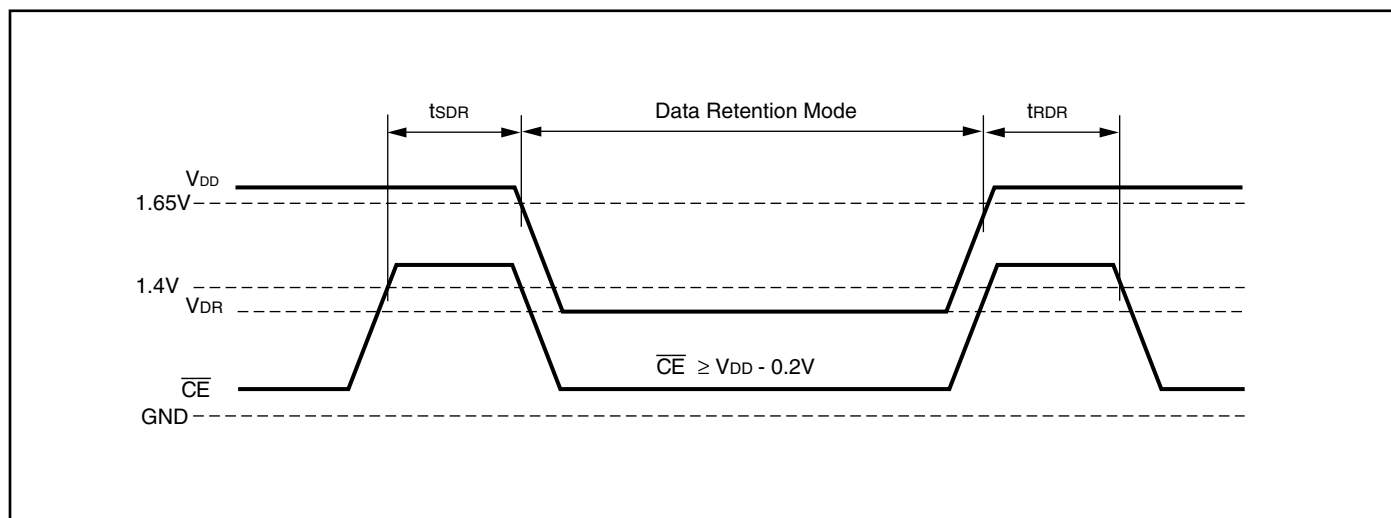 tSDR Data Retention Mode tRDR
VDD
1.65V
1.4V
VDR
CE ≥ VDD - 0.2V
CE
GND